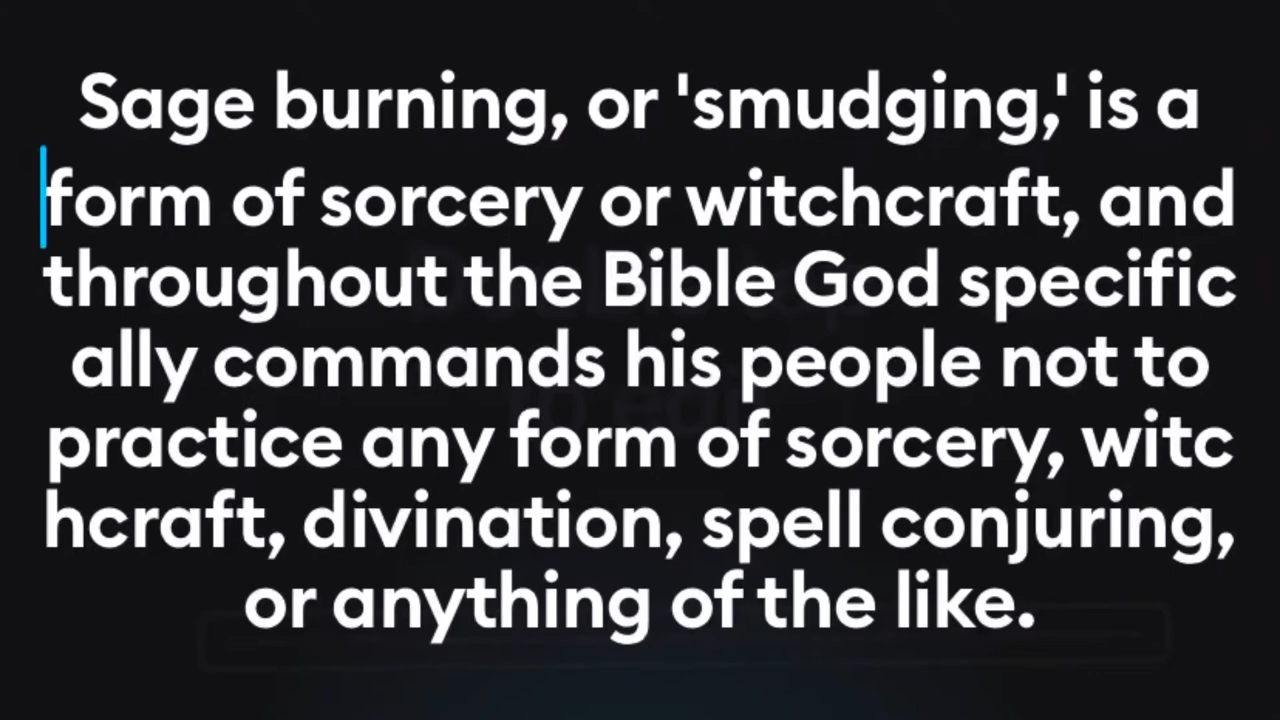 Sage burning, or 'smudging,' is a
form of sorcery or witchcraft, and
throughout the Bible God specific
ally commands his people not to
practice any form of sorcery, witc
hcraft, divination, spell conjuring,
or anything of the like.